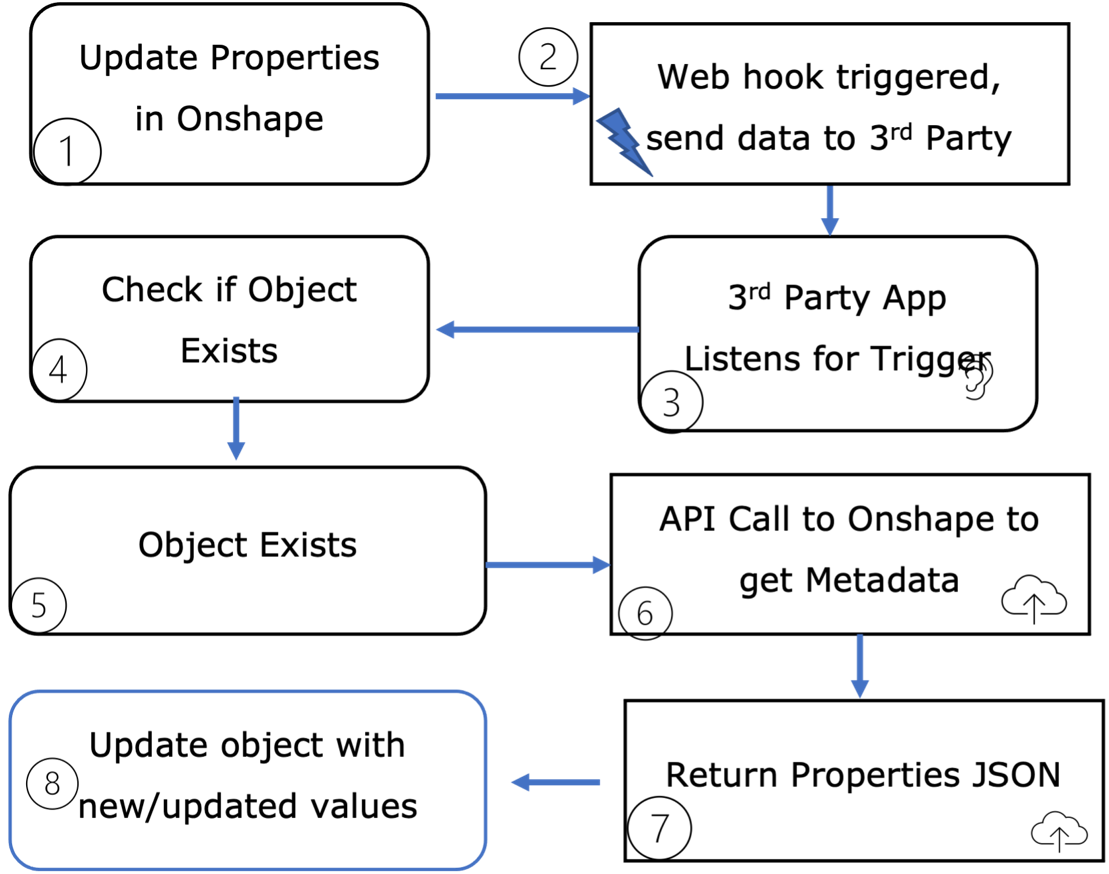 Update Properties
in Onshape
1
2
Web hook triggered,
send data to 3rd Party
3rd Party App
Listens for Trigger
3
Check if Object
Exists
4
Object Exists
5
API Call to Onshape to
get Metadata
6
Return Properties JSON
7
Update object with
8
new/updated values